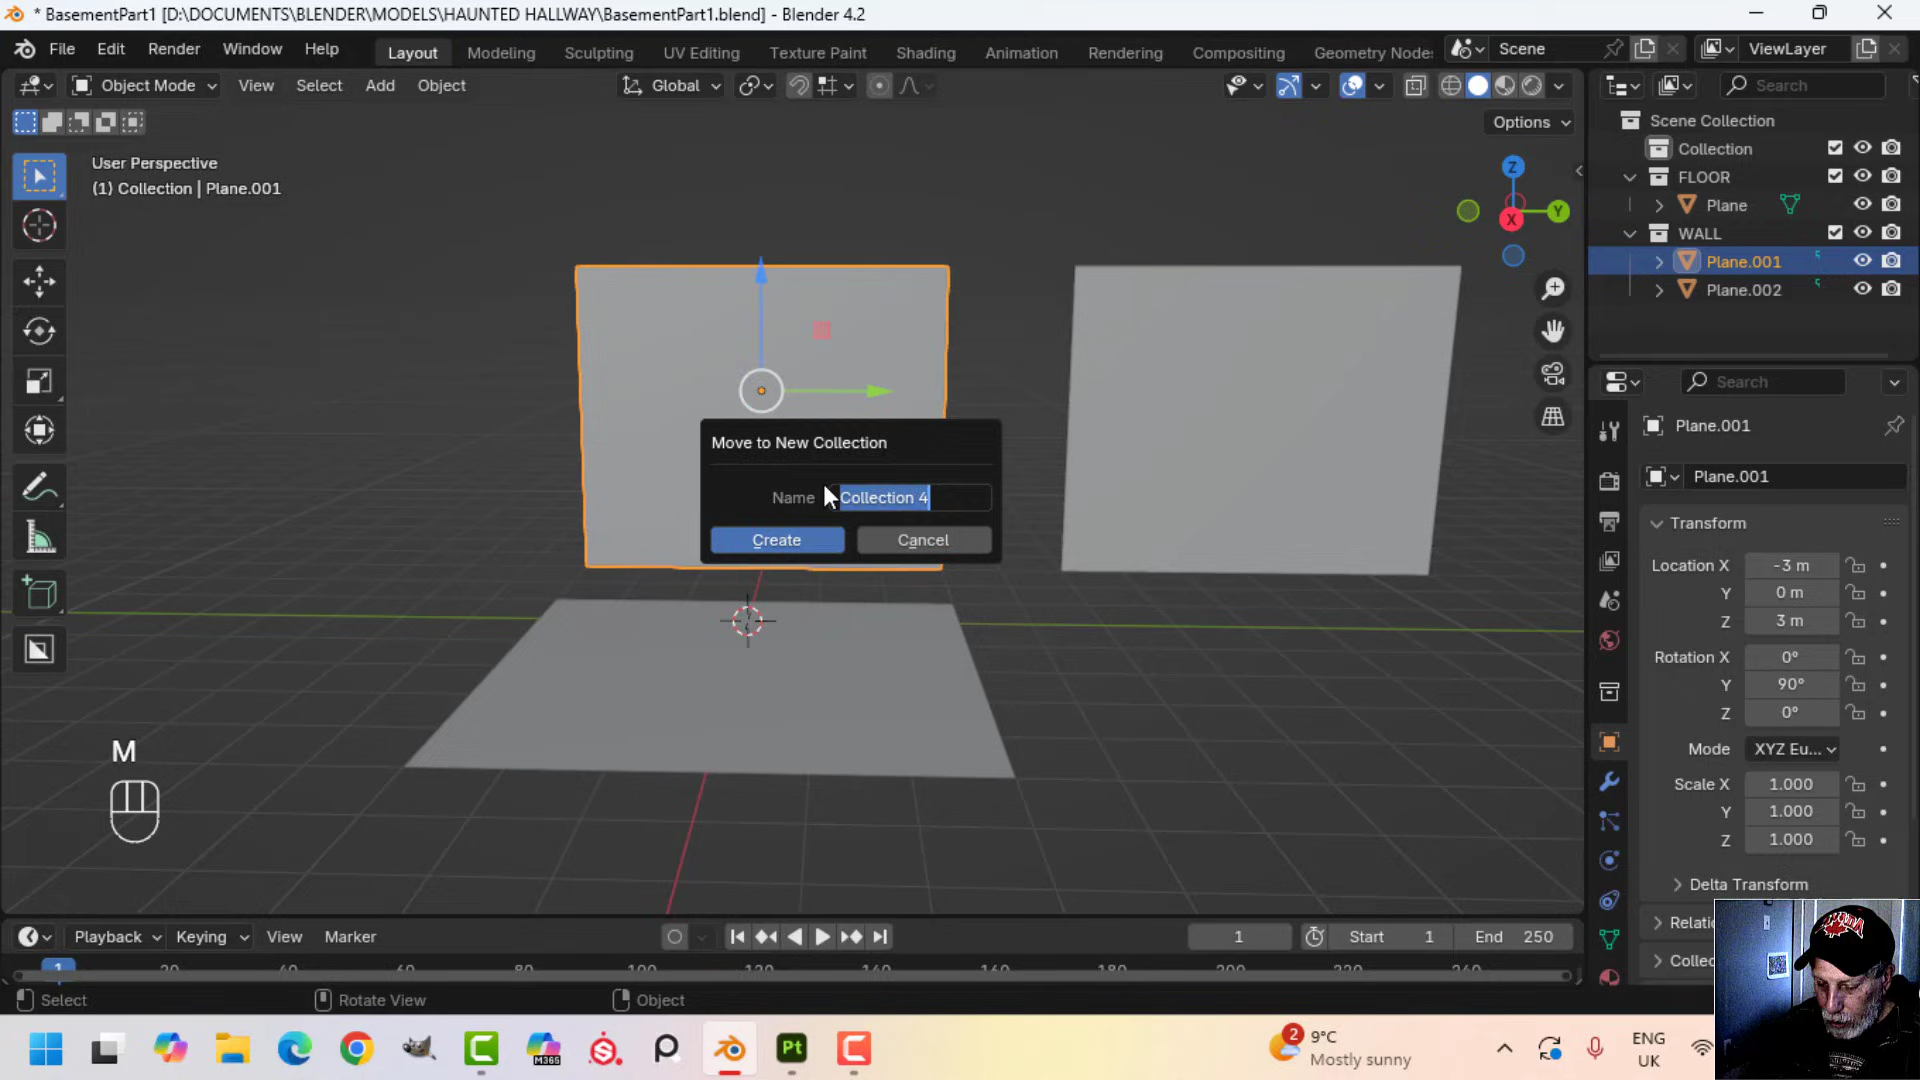 * BasementPart1 [D:\DOCUMENTS\BLENDER\MODELS\HAUNTED HALLWAY\BasementPart1.blend] - Blender 4.2
File Edit Render Window Help Layout Modeling Sculpting UV Editing Texture Paint Shading Animation Rendering Compositing Geometry Node Scene ViewLayer
Object Mode View Select Add Object Global Search
Options
User Perspective
(1) Collection | Plane.001
Scene Collection
Collection
FLOOR
Plane
WALL
Plane.001
Plane.002
Z
Y
X
Move to New Collection
Name Collection 4
Create Cancel
Search
Plane.001
Plane.001
Transform
Location X -3 m
Y 0 m
Z 3 m
Rotation X 0°
Y 90°
Z 0°
Mode XYZ Eu...
Scale X 1.000
Y 1.000
Z 1.000
Delta Transform
Relati
Collec
M
Playback Keying View Marker 1 Start 1 End 250
1 20 40 60 80 100 120 140 160 180 200 220 240
Select Rotate View Object
M365
Pt
2
9°C
Mostly sunny
ENG
UK